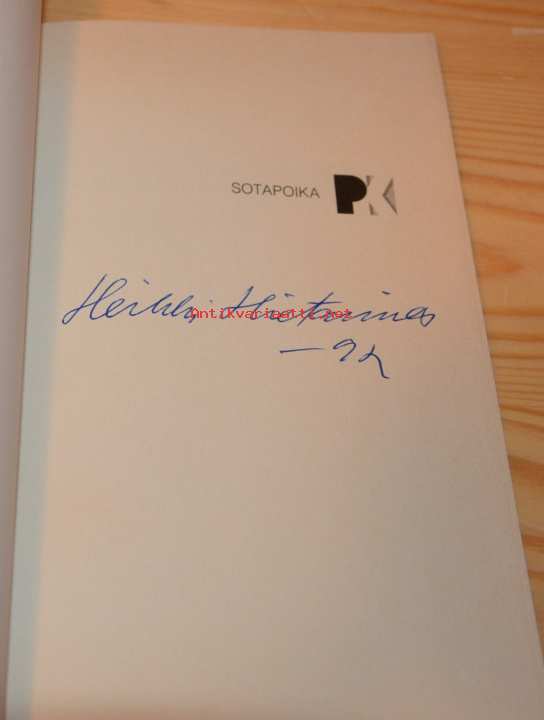 SOTAPOIKA PK
Heikki Hietamies
Antikvariaatti.net
-92